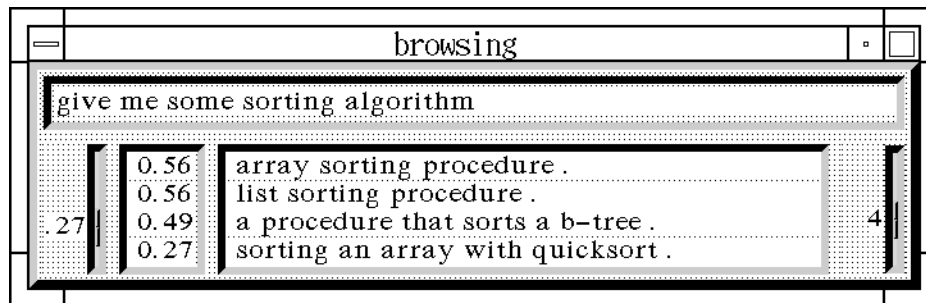 browsing
give me some sorting algorithm
0.56 array sorting procedure .
0.56 list sorting procedure .
.27 0.49 a procedure that sorts a b-tree . 4
0.27 sorting an array with quicksort .